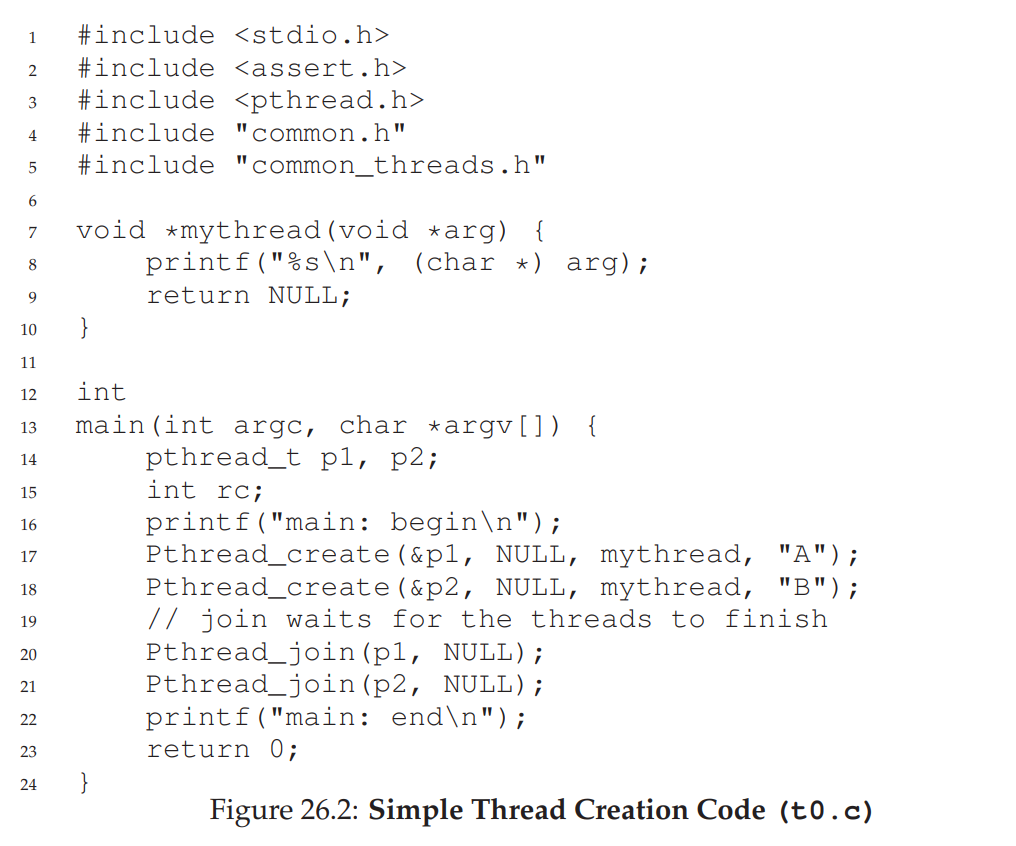 1 #include <stdio.h>
2 #include <assert.h>
3 #include <pthread.h>
4 #include "common.h"
5 #include "common_threads.h"
6
7 void *mythread(void *arg) {
8     printf("%s\n", (char *) arg);
9     return NULL;
10 }
11
12 int
13 main(int argc, char *argv[]) {
14     pthread_t p1, p2;
15     int rc;
16     printf("main: begin\n");
17     Pthread_create(&p1, NULL, mythread, "A");
18     Pthread_create(&p2, NULL, mythread, "B");
19     // join waits for the threads to finish
20     Pthread_join(p1, NULL);
21     Pthread_join(p2, NULL);
22     printf("main: end\n");
23     return 0;
24 }
Figure 26.2: Simple Thread Creation Code (t0.c)